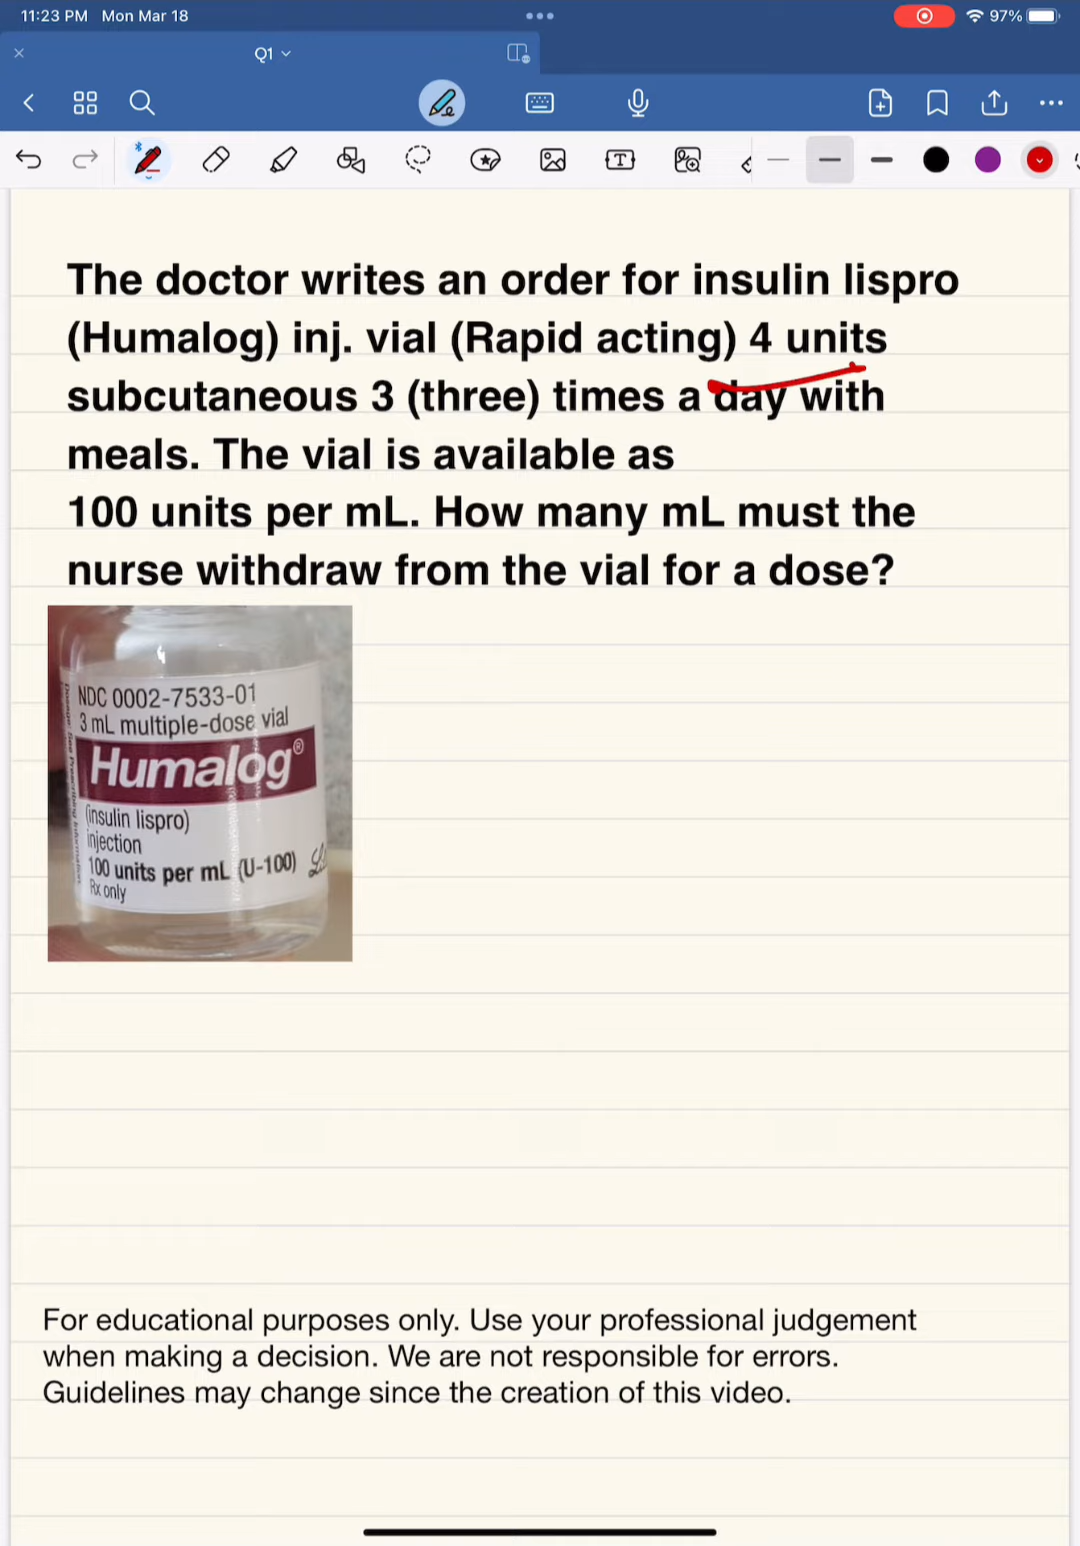 11:23 PM Mon Mar 18
97%
Q1
The doctor writes an order for insulin lispro
(Humalog) inj. vial (Rapid acting) 4 units
subcutaneous 3 (three) times a day with
meals. The vial is available as
100 units per mL. How many mL must the
nurse withdraw from the vial for a dose?
NDC 0002-7533-01
3 mL multiple-dose vial
Humalog®
(insulin lispro)
injection
100 units per mL (U-100)
Rx only
For educational purposes only. Use your professional judgement
when making a decision. We are not responsible for errors.
Guidelines may change since the creation of this video.